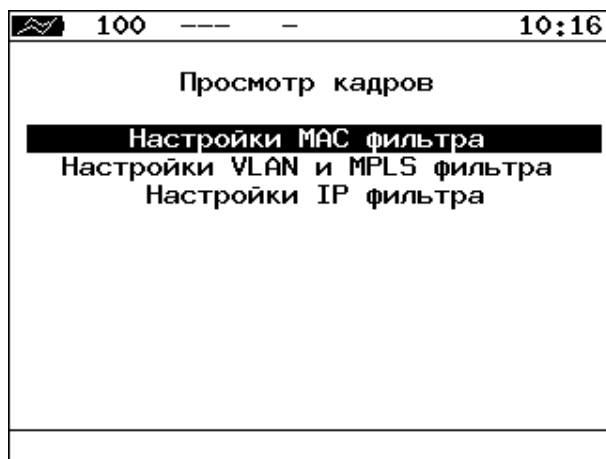 100 --- - 10:16
Просмотр кадров
Настройки MAC фильтра
Настройки VLAN и MPLS фильтра
Настройки IP фильтра